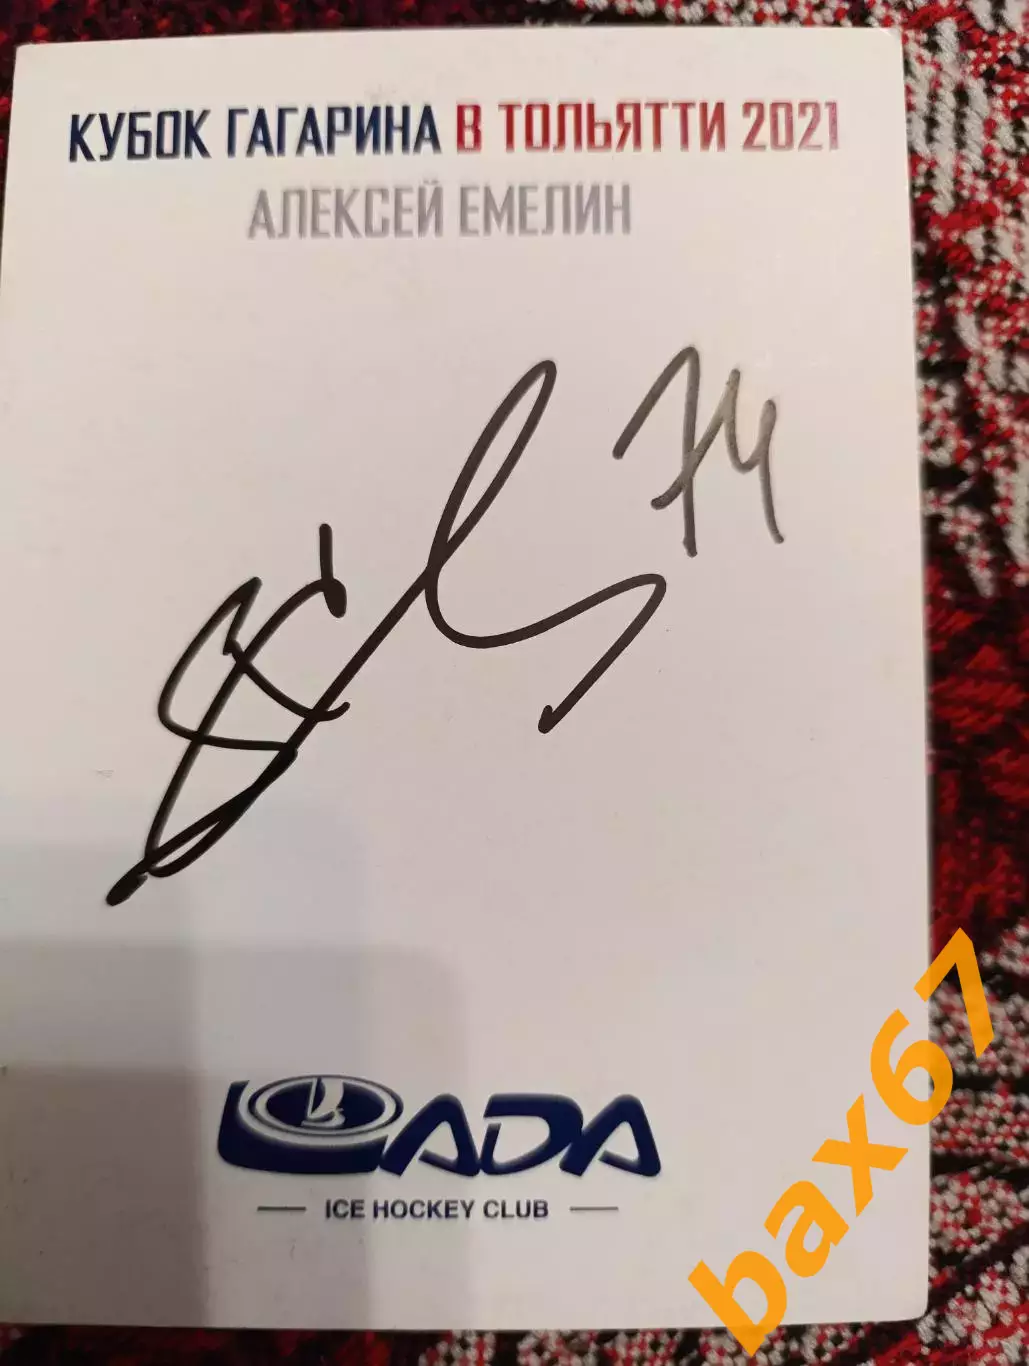 КУБОК ГАГАРИНА В ТОЛЬЯТТИ 2021
АЛЕКСЕЙ ЕМЕЛИН
74
LADA
ICE HOCKEY CLUB
bax67